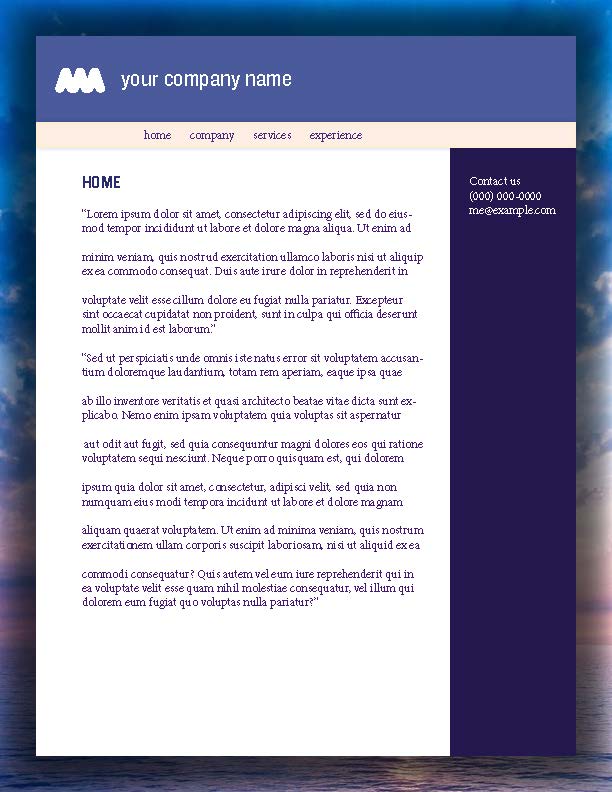 your company name
home company services experience
HOME
"Lorem ipsum dolor sit amet, consectetur adipiscing elit, sed do eius-
mod tempor incididunt ut labore et dolore magna aliqua. Ut enim ad
minim veniam, quis nostrud exercitation ullamco laboris nisi ut aliquip
ex ea commodo consequat. Duis aute irure dolor in reprehenderit in
voluptate velit esse cillum dolore eu fugiat nulla pariatur. Excepteur
sint occaecat cupidatat non proident, sunt in culpa qui officia deserunt
mollit anim id est laborum."
"Sed ut perspiciatis unde omnis iste natus error sit voluptatem accusan-
tium doloremque laudantium, totam rem aperiam, eaque ipsa quae
ab illo inventore veritatis et quasi architecto beatae vitae dicta sunt ex-
plicabo. Nemo enim ipsam voluptatem quia voluptas sit aspernatur
aut odit aut fugit, sed quia consequuntur magni dolores eos qui ratione
voluptatem sequi nesciunt. Neque porro quisquam est, qui dolorem
ipsum quia dolor sit amet, consectetur, adipisci velit, sed quia non
numquam eius modi tempora incidunt ut labore et dolore magnam
aliquam quaerat voluptatem. Ut enim ad minima veniam, quis nostrum
exercitationem ullam corporis suscipit laboriosam, nisi ut aliquid ex ea
commodi consequatur? Quis autem vel eum iure reprehenderit qui in
ea voluptate velit esse quam nihil molestiae consequatur, vel illum qui
dolorem eum fugiat quo voluptas nulla pariatur?"
Contact us
(000) 000-0000
me@example.com